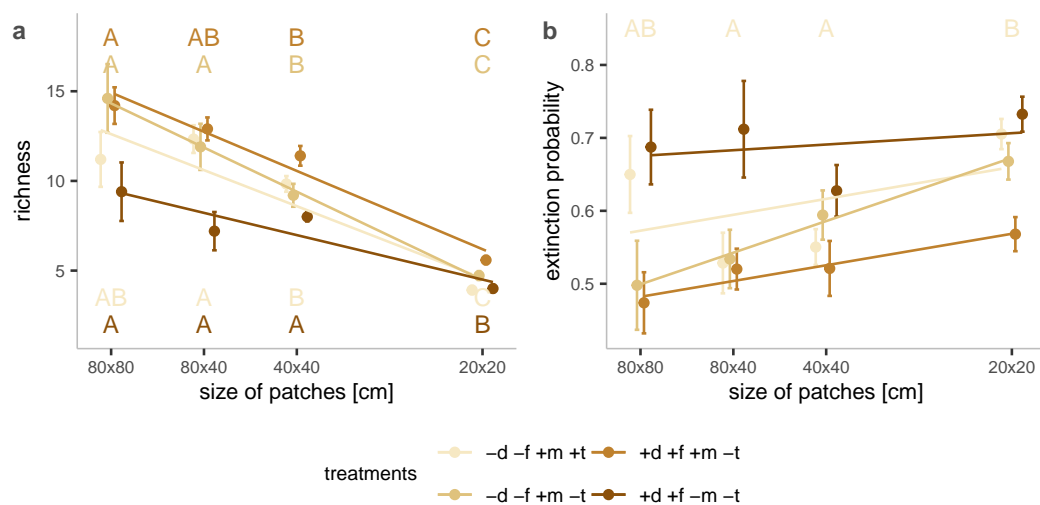 a
A AB B C
A A B C
15
10
5
richness
AB A B C
A A A B
80x80 80x40 40x40 20x20
size of patches [cm]
b
AB A A B
0.8
0.7
0.6
0.5
extinction probability
80x80 80x40 40x40 20x20
size of patches [cm]
treatments
−d −f +m +t +d +f +m −t
−d −f +m −t +d +f −m −t